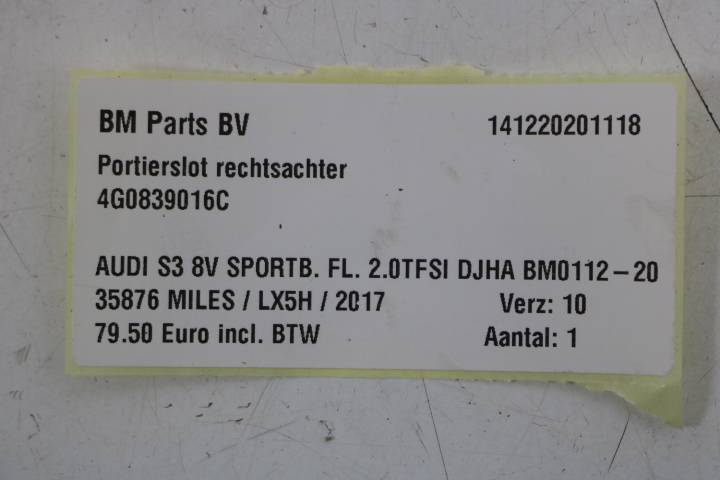 BM Parts BV 141220201118
Portierslot rechtsachter
4G0839016C
AUDI S3 8V SPORTB. FL. 2.0TFSI DJHA BM0112-20
35876 MILES / LX5H / 2017 Verz: 10
79.50 Euro incl. BTW Aantal: 1